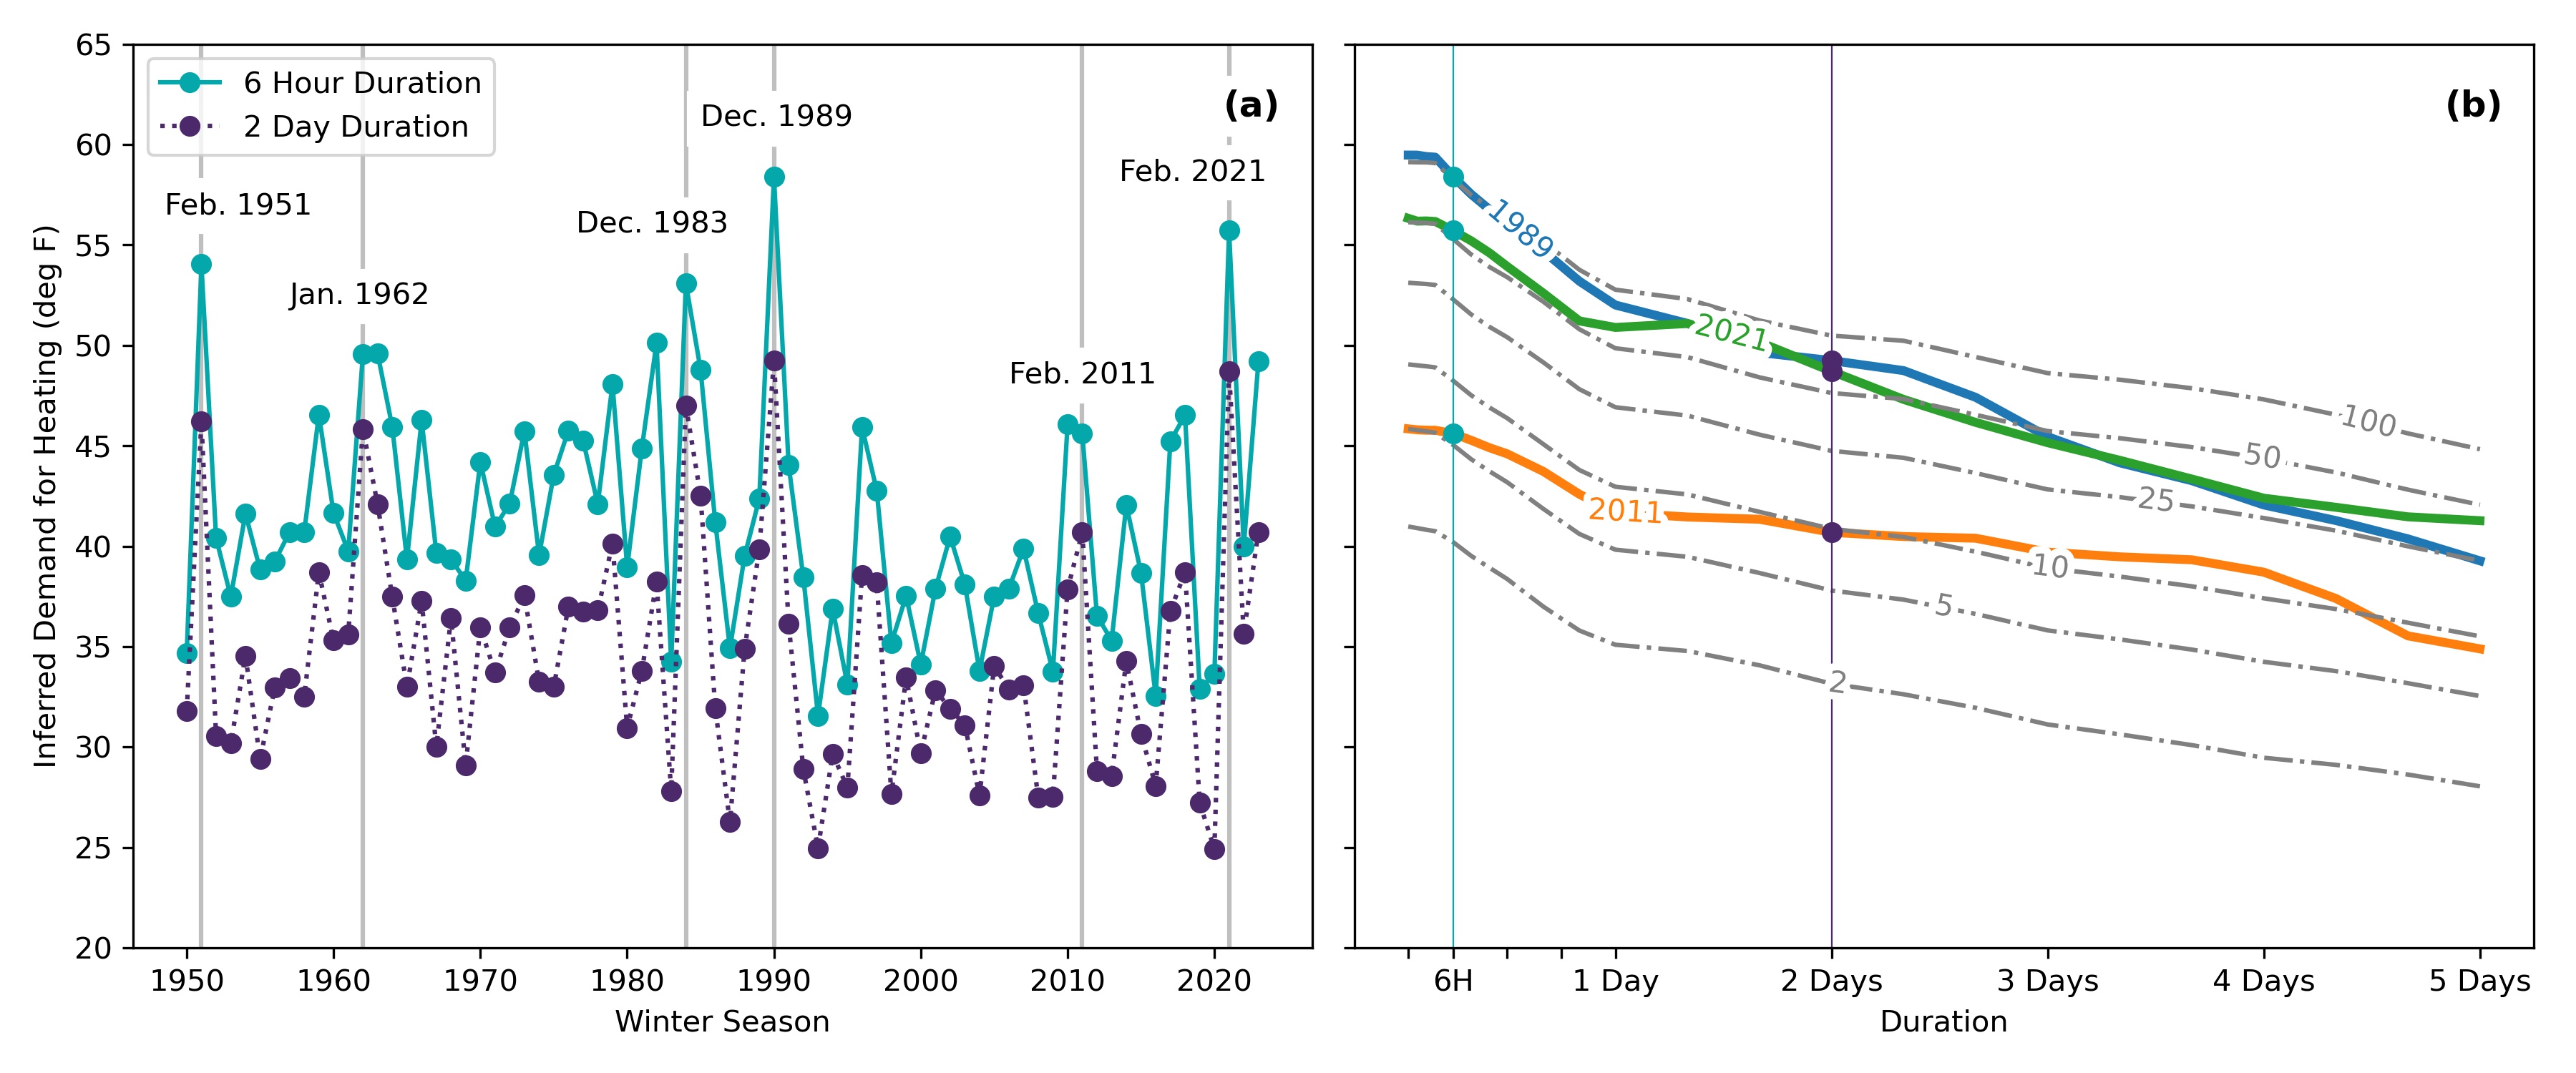 65
60
55
50
45
40
35
30
25
20
Inferred Demand for Heating (deg F)
6 Hour Duration
2 Day Duration
(a)
Dec. 1989
Feb. 2021
Feb. 1951
Dec. 1983
Jan. 1962
Feb. 2011
1950
1960
1970
1980
1990
2000
2010
2020
Winter Season
(b)
1989
2021
2011
100
50
25
10
5
2
6H
1 Day
2 Days
3 Days
4 Days
5 Days
Duration